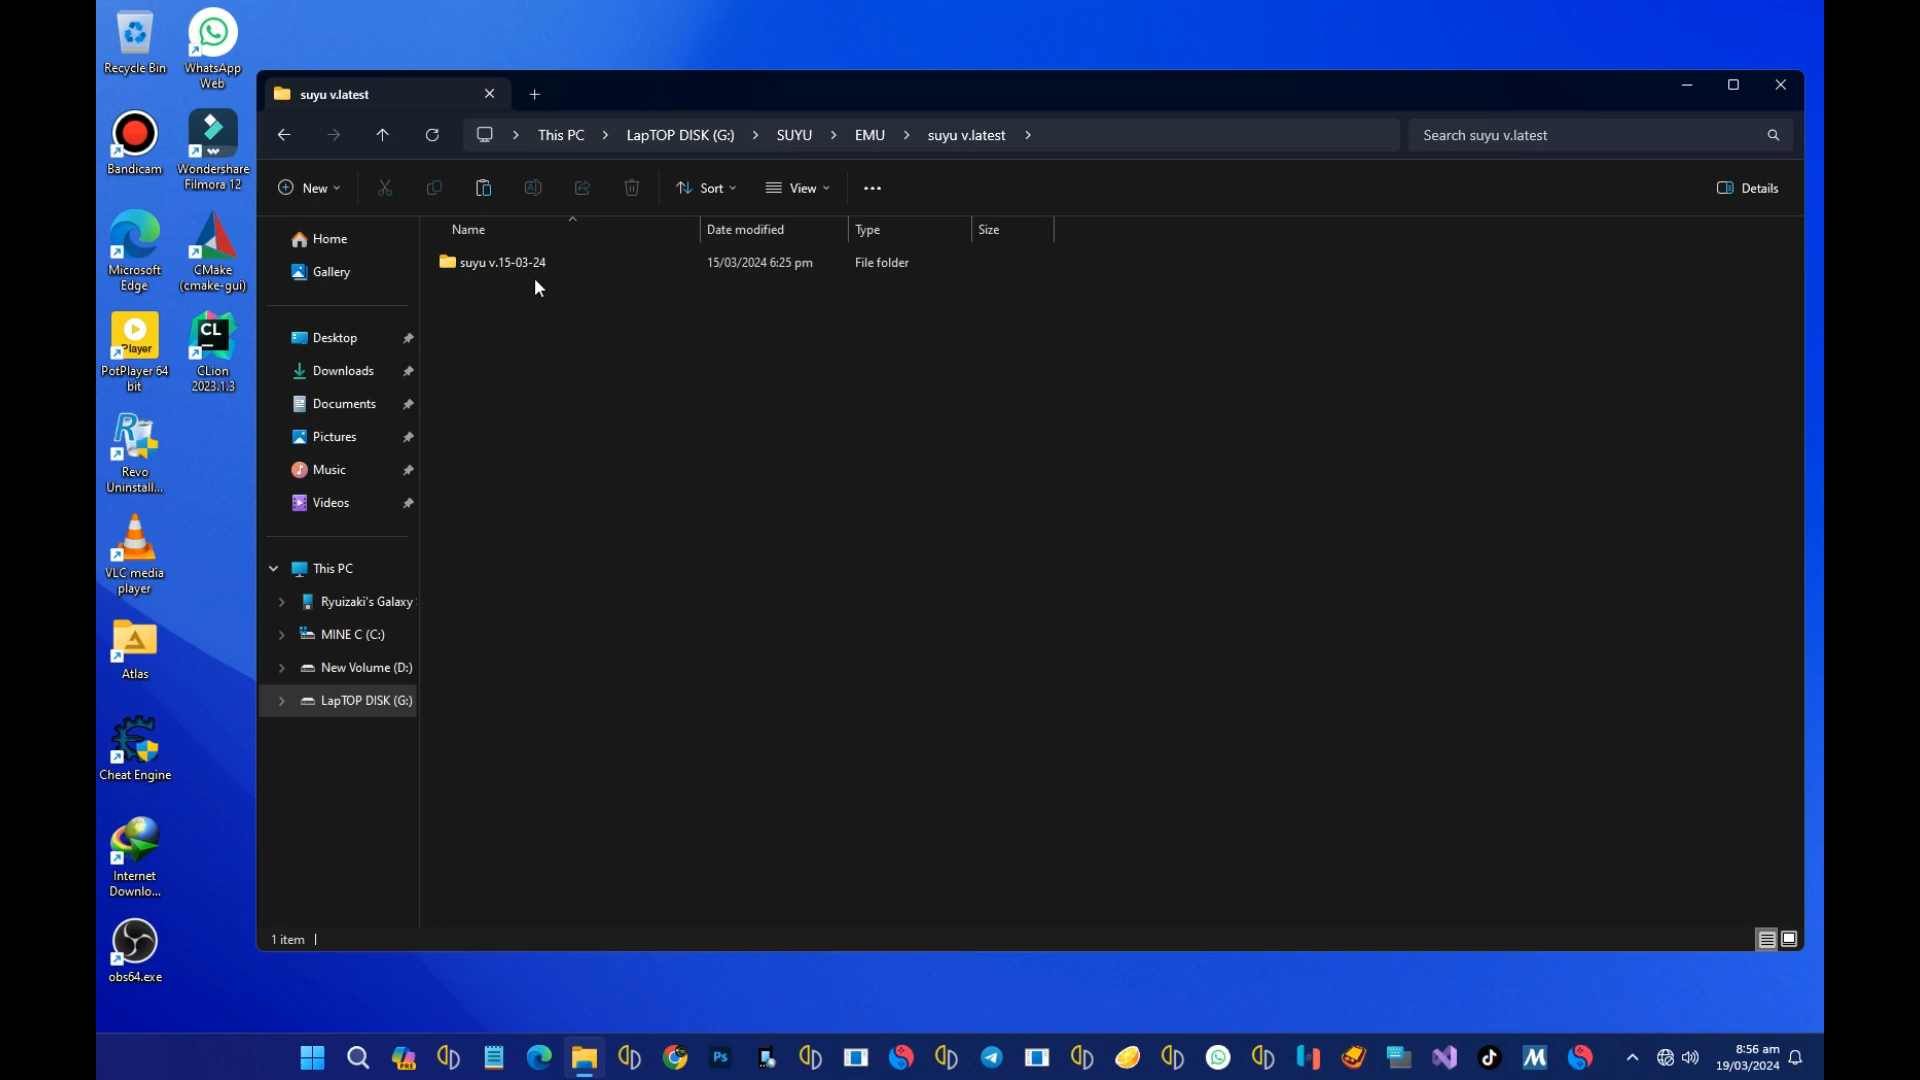 Recycle Bin
WhatsApp
Web
Bandicam
Wondershare
Filmora 12
Microsoft
Edge
CMake
(cmake-gui)
Player
PotPlayer 64
bit
CL
CLion
2023.1.3
Revo
Uninstall...
VLC media
player
Atlas
Cheat Engine
Internet
Downlo...
obs64.exe
suyu v.latest
This PC > LapTOP DISK (G:) > SUYU > EMU > suyu v.latest >
Search suyu v.latest
New
Sort
View
Details
Name Date modified Type Size
suyu v.15-03-24 15/03/2024 6:25 pm File folder
Home
Gallery
Desktop
Downloads
Documents
Pictures
Music
Videos
This PC
Ryuizaki's Galaxy
MINE C (C:)
New Volume (D:)
LapTOP DISK (G:)
1 item
PRE
Ps
8:56 am
19/03/2024